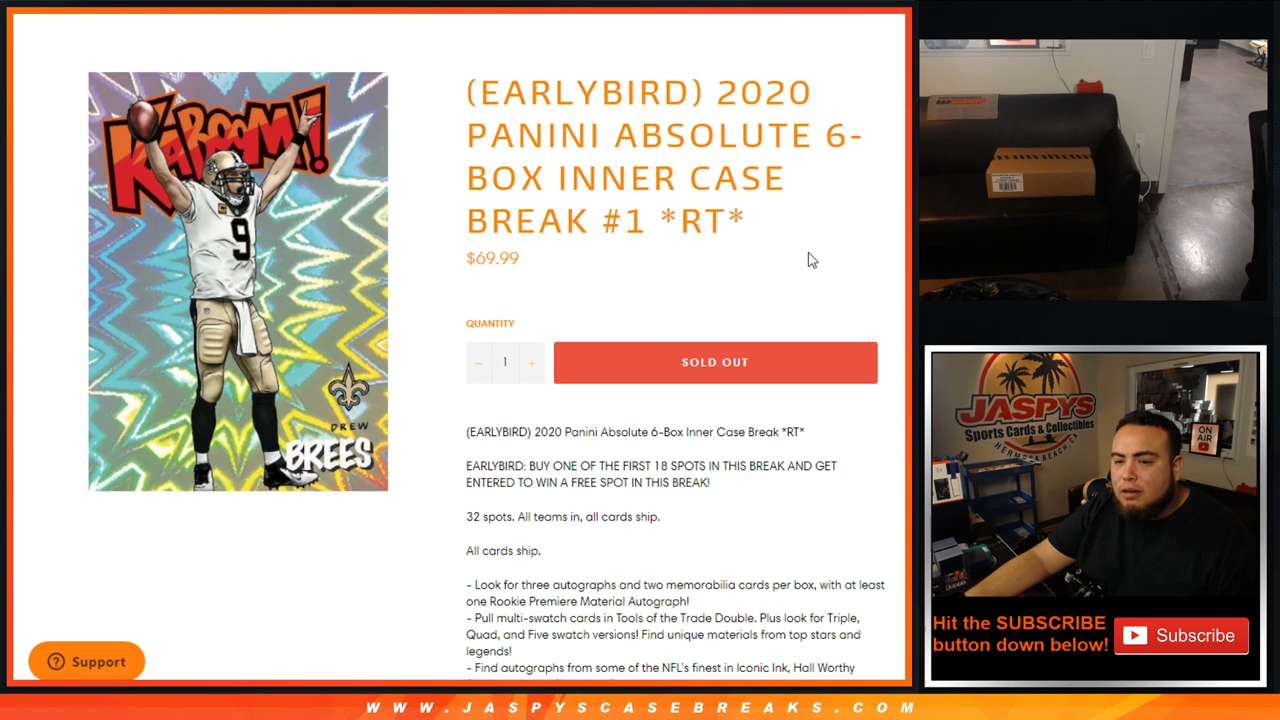 (EARLYBIRD) 2020
PANINI ABSOLUTE 6-
BOX INNER CASE
BREAK #1 *RT*
$69.99
QUANTITY
− 1 +
SOLD OUT
(EARLYBIRD) 2020 Panini Absolute 6-Box Inner Case Break *RT*
EARLYBIRD: BUY ONE OF THE FIRST 18 SPOTS IN THIS BREAK AND GET
ENTERED TO WIN A FREE SPOT IN THIS BREAK!
32 spots. All teams in, all cards ship.
All cards ship.
- Look for three autographs and two memorabilia cards per box, with at least
one Rookie Premiere Material Autograph!
- Pull multi-swatch cards in Tools of the Trade Double. Plus look for Triple,
Quad, and Five swatch versions! Find unique materials from top stars and
legends!
- Find autographs from some of the NFL's finest in Iconic Ink, Hall Worthy
KABOOM!
9
DREW
BREES
Support
JASPYS
Sports Cards & Collectibles
HERMOSA BEACH, CA
ON
AIR
Hit the SUBSCRIBE
button down below!
Subscribe
WWW.JASPYSCASEBREAKS.COM